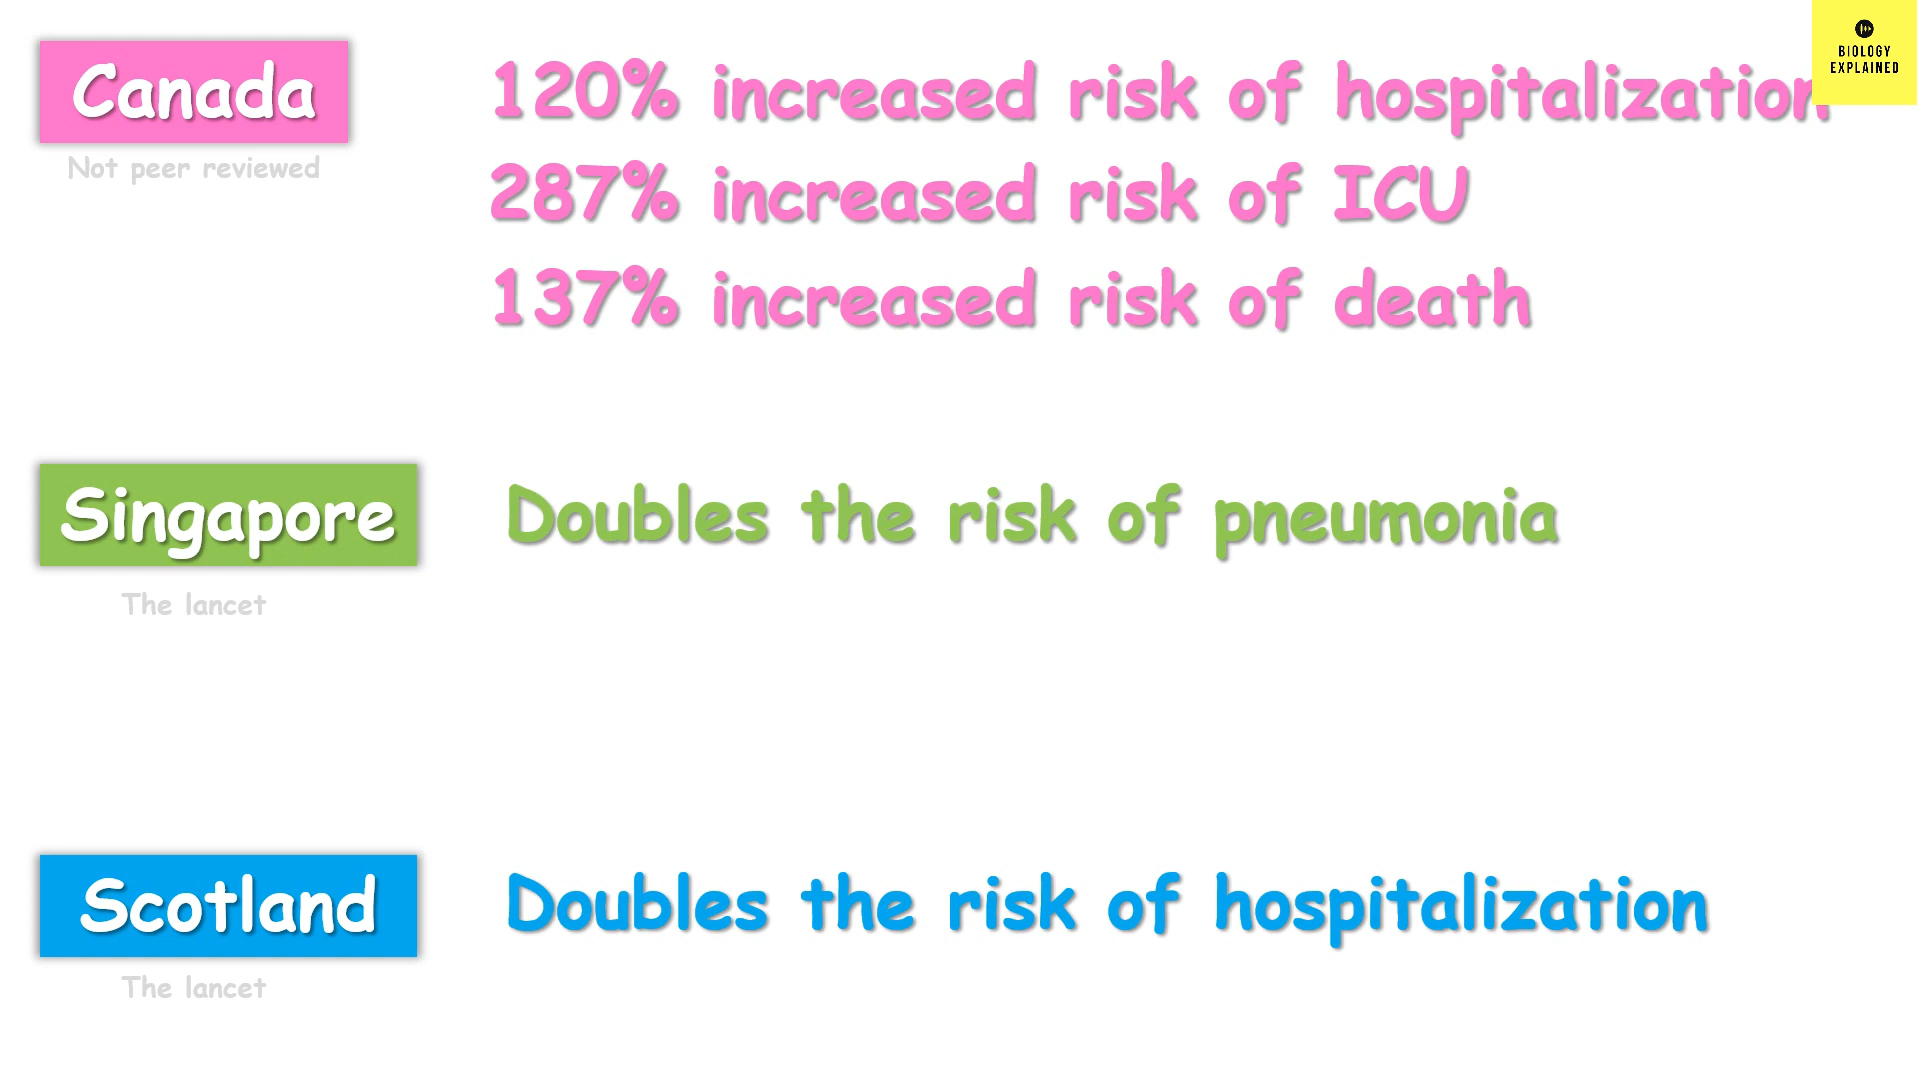 Canada
Not peer reviewed
120% increased risk of hospitalization
287% increased risk of ICU
137% increased risk of death
BIOLOGY
EXPLAINED
Singapore
The lancet
Doubles the risk of pneumonia
Scotland
The lancet
Doubles the risk of hospitalization